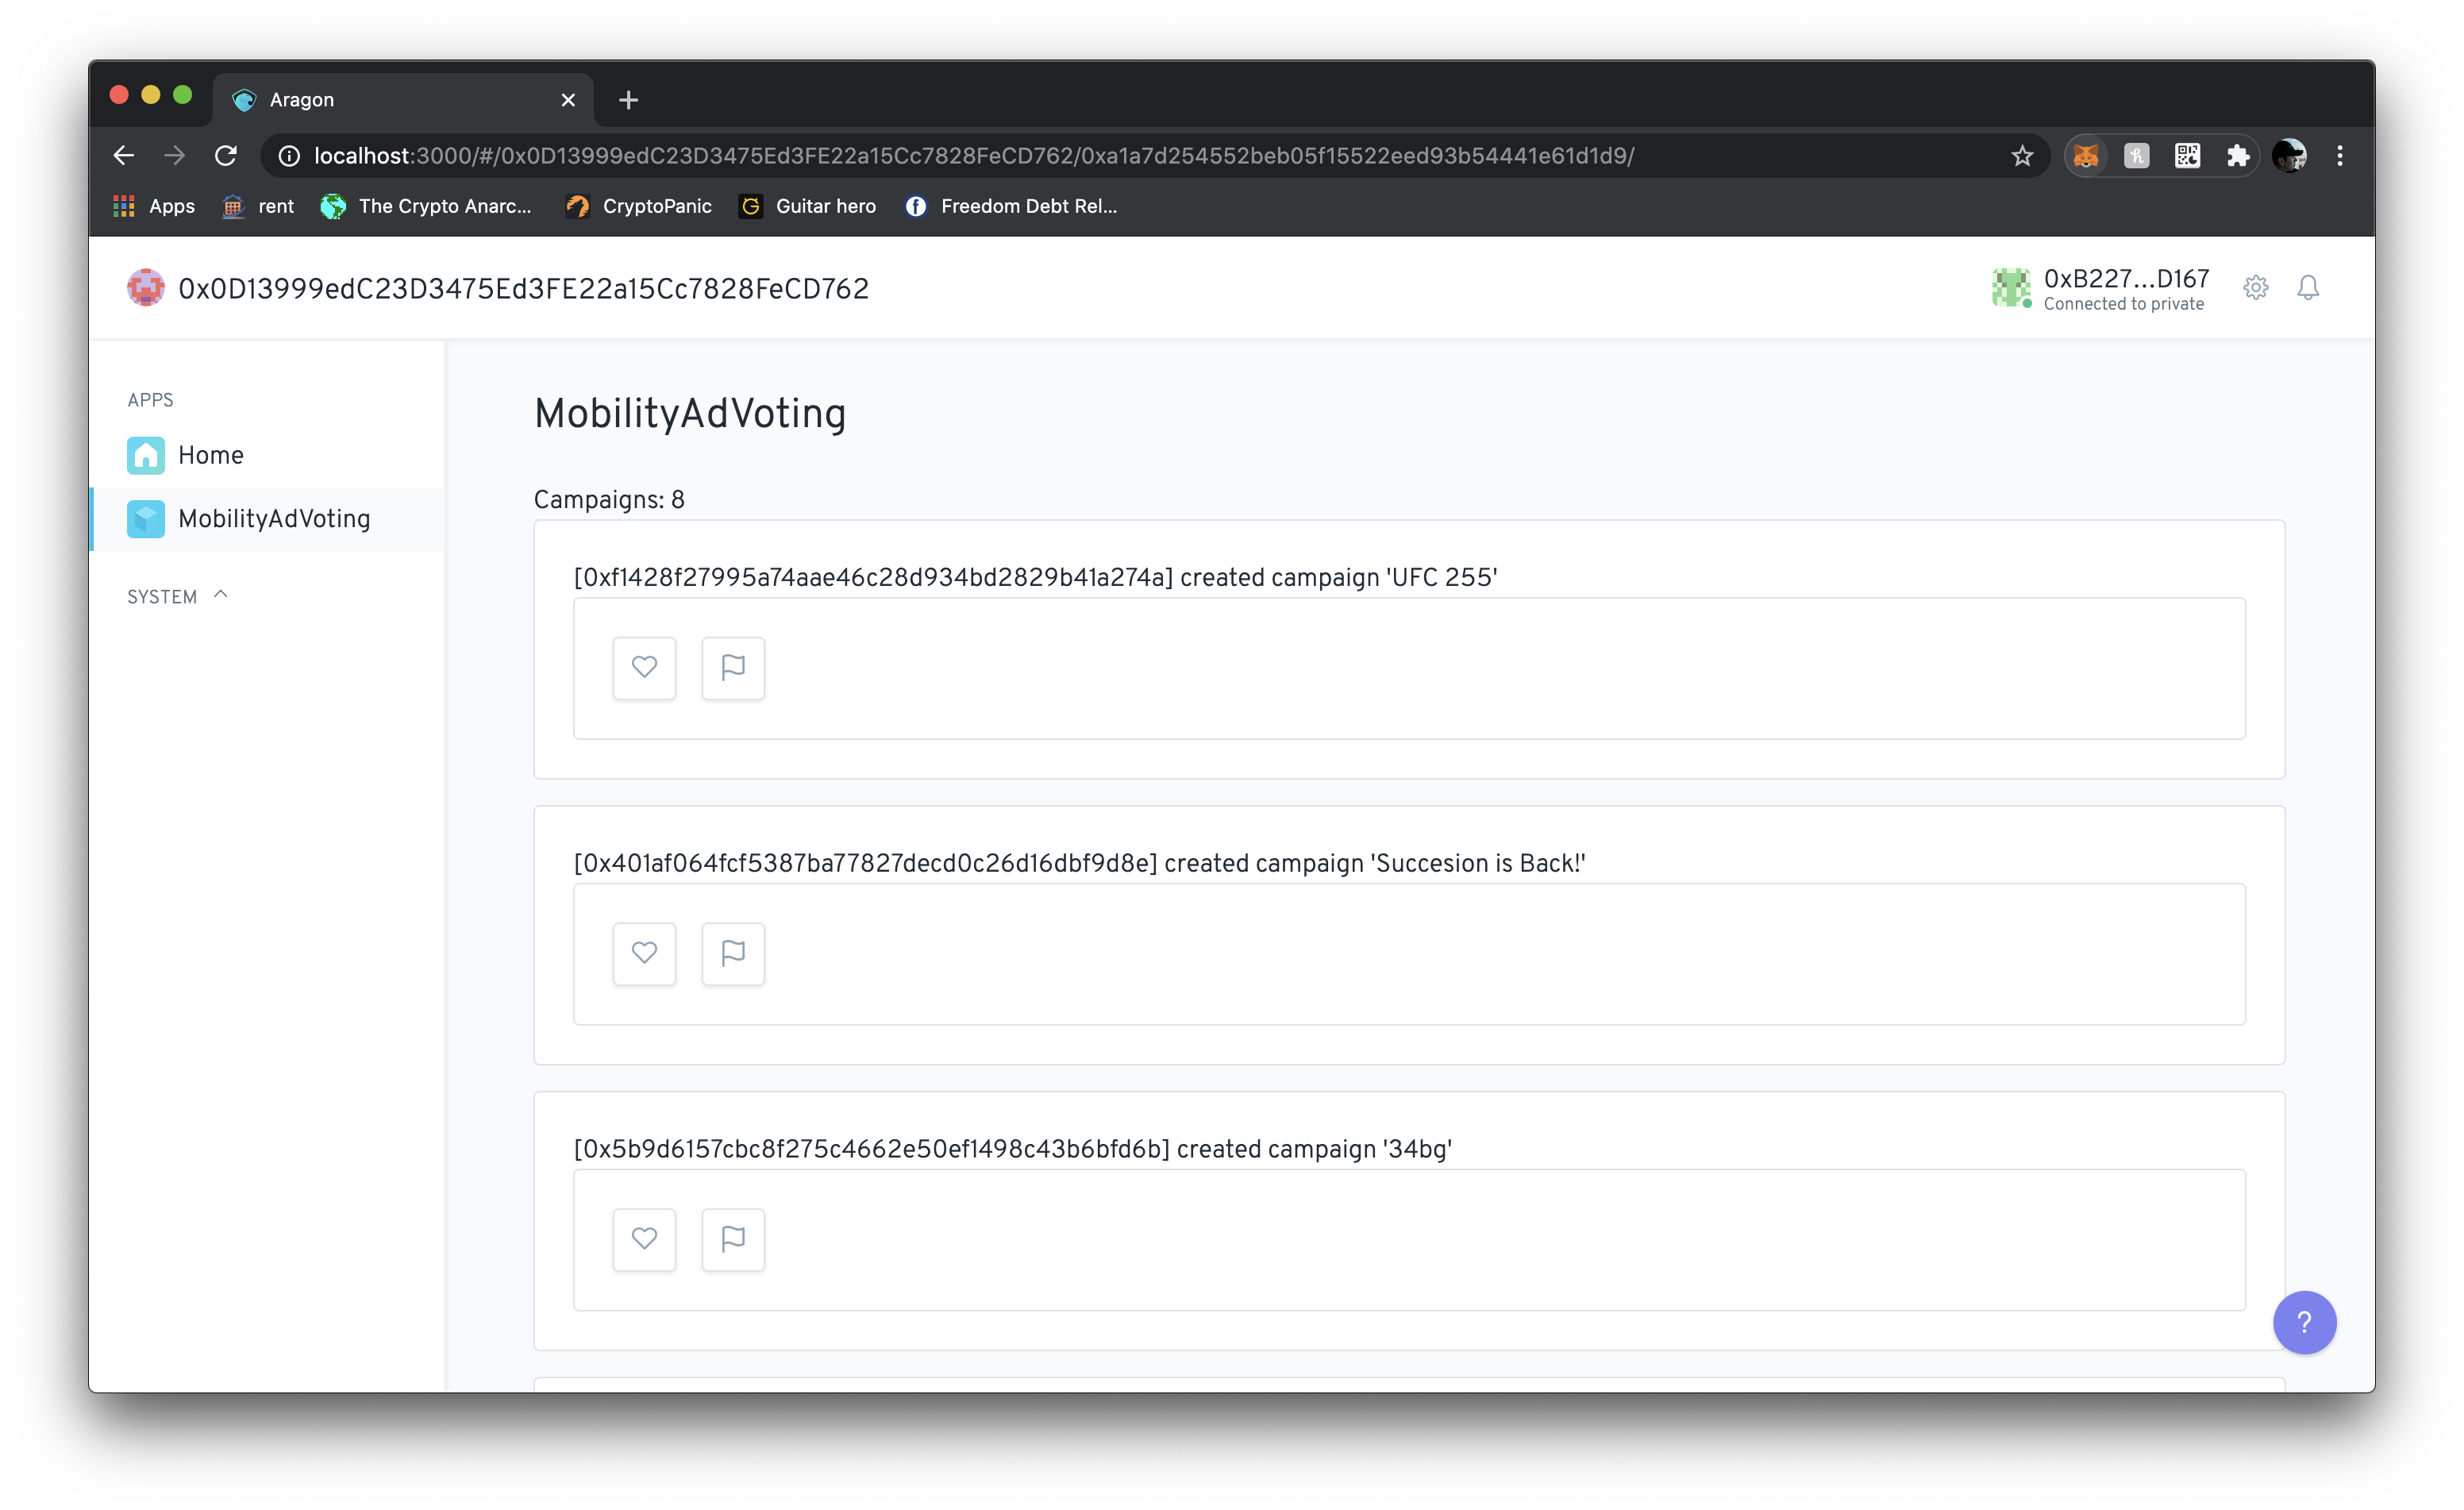 Aragon
localhost:3000/#/0x0D13999edC23D3475Ed3FE22a15Cc7828FeCD762/0xa1a7d254552beb05f15522eed93b54441e61d1d9/
Apps rent The Crypto Anarc... CryptoPanic Guitar hero Freedom Debt Rel...
0x0D13999edC23D3475Ed3FE22a15Cc7828FeCD762
0xB227...D167
Connected to private
APPS
Home
MobilityAdVoting
SYSTEM
MobilityAdVoting
Campaigns: 8
[0xf1428f27995a74aae46c28d934bd2829b41a274a] created campaign 'UFC 255'
[0x401af064fcf5387ba77827decd0c26d16dbf9d8e] created campaign 'Succesion is Back!'
[0x5b9d6157cbc8f275c4662e50ef1498c43b6bfd6b] created campaign '34bg'
?